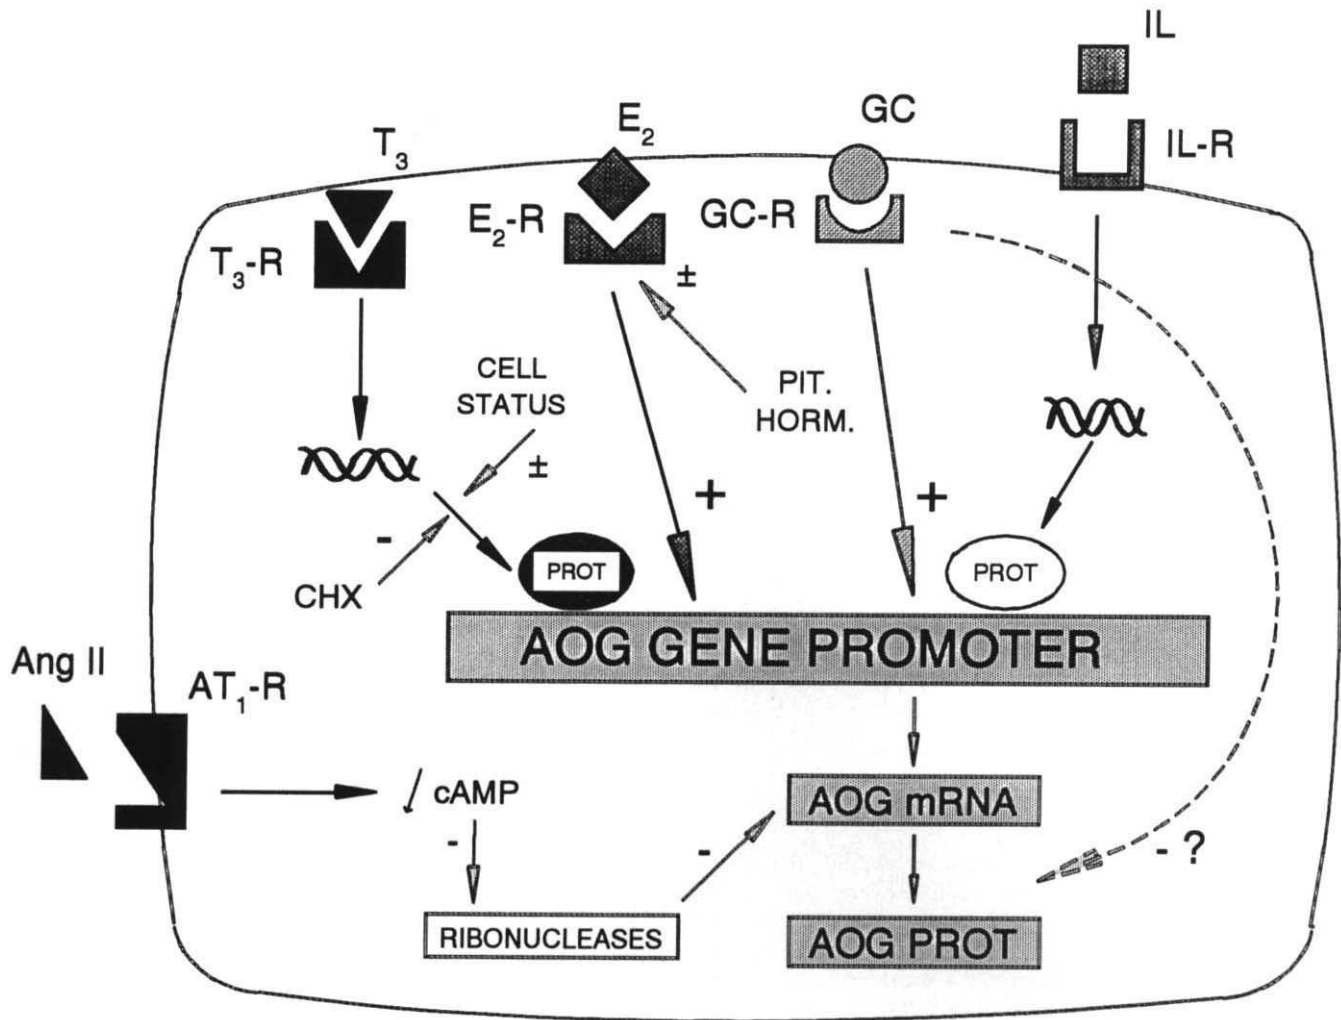 IL
GC
E2
T3
IL-R
GC-R
E2-R
T3-R
±
CELL
STATUS
PIT.
HORM.
±
+
+
-
CHX
PROT
PROT
AOG GENE PROMOTER
Ang II
AT1-R
cAMP
AOG mRNA
-
-
- ?
RIBONUCLEASES
AOG PROT